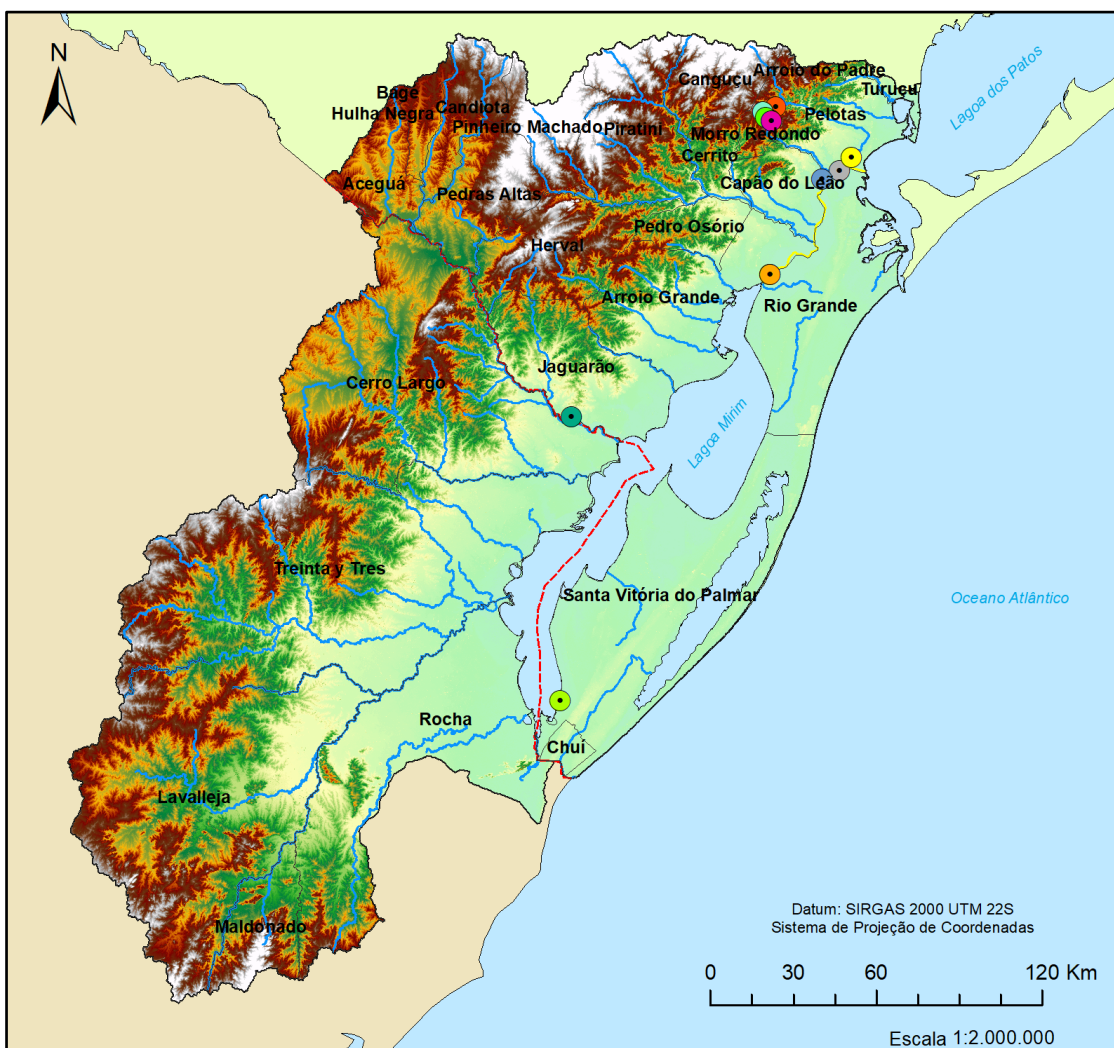 N
Lagoa dos Patos
Canguçu
Arroio do Padre
Turuçu
Bagé
Hulha Negra
Candiota
Pinheiro Machado
Piratini
Pelotas
Morro Redondo
Cerrito
Aceguá
Pedras Altas
Capão do Leão
Pedro Osório
Herval
Arroio Grande
Rio Grande
Jaguarão
Cerro Largo
Lagoa Mirim
Treinta y Tres
Santa Vitória do Palmar
Oceano Atlântico
Rocha
Chuí
Lavalleja
Maldonado
Datum: SIRGAS 2000 UTM 22S
Sistema de Projeção de Coordenadas
0 30 60 120 Km
Escala 1:2.000.000